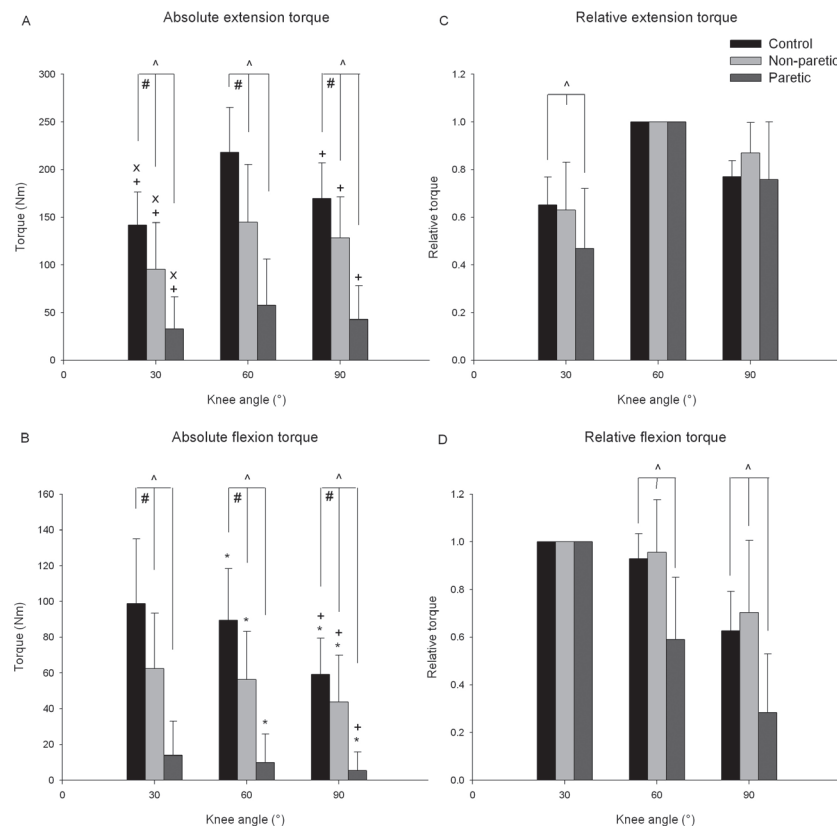 A
Absolute extension torque
^ ^ ^
# # #
300
250
200
150
100
50
0
Torque (Nm)
x + x + x +
+ + +
0 30 60 90
Knee angle (°)
C
Relative extension torque
Control
Non-paretic
Paretic
^
1.2
1.0
0.8
0.6
0.4
0.2
0.0
Relative torque
0 30 60 90
Knee angle (°)
B
Absolute flexion torque
^ ^ ^
# # #
160
140
120
100
80
60
40
20
0
Torque (Nm)
* * *
+ * + * + *
0 30 60 90
Knee angle (°)
D
Relative flexion torque
^ ^
1.2
1.0
0.8
0.6
0.4
0.2
0.0
Relative torque
0 30 60 90
Knee angle (°)